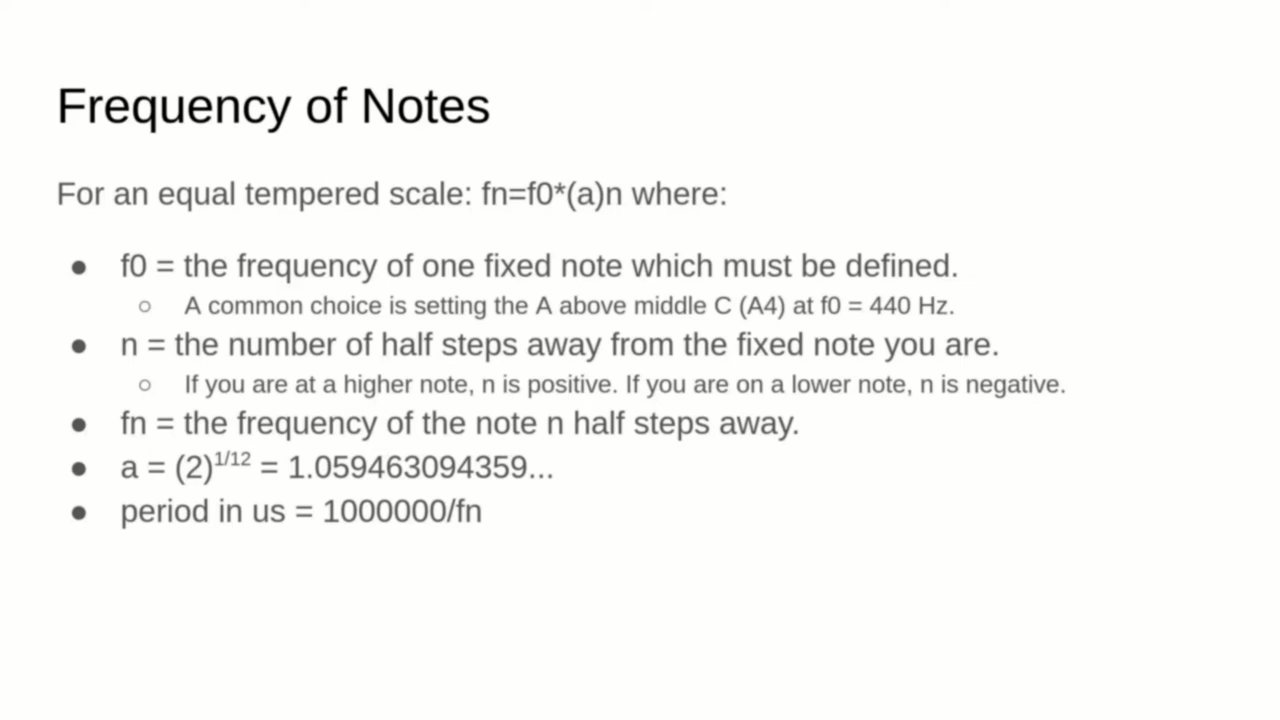 Frequency of Notes
For an equal tempered scale: fn=f0*(a)n where:
● f0 = the frequency of one fixed note which must be defined.
○ A common choice is setting the A above middle C (A4) at f0 = 440 Hz.
● n = the number of half steps away from the fixed note you are.
○ If you are at a higher note, n is positive. If you are on a lower note, n is negative.
● fn = the frequency of the note n half steps away.
● a = (2)^1/12 = 1.059463094359...
● period in us = 1000000/fn